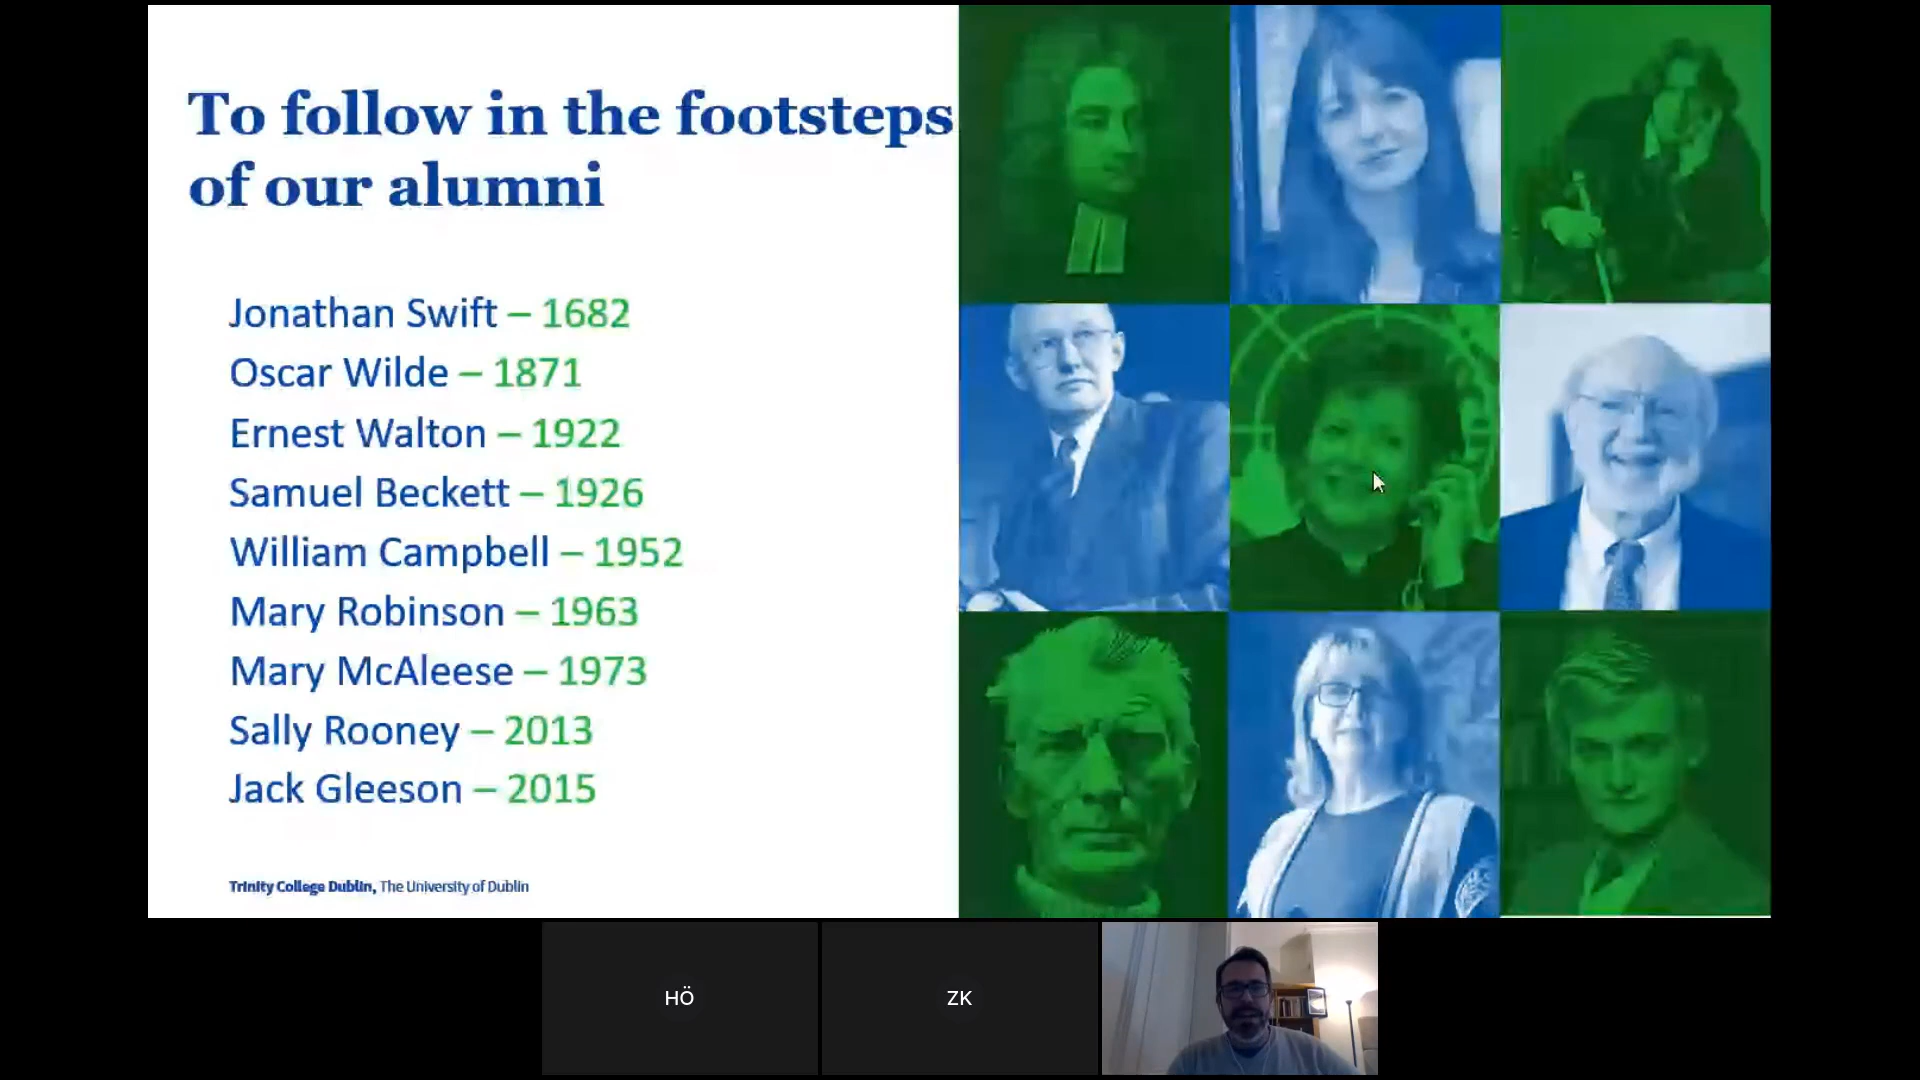 To follow in the footsteps
of our alumni
Jonathan Swift – 1682
Oscar Wilde – 1871
Ernest Walton – 1922
Samuel Beckett – 1926
William Campbell – 1952
Mary Robinson – 1963
Mary McAleese – 1973
Sally Rooney – 2013
Jack Gleeson – 2015
Trinity College Dublin, The University of Dublin
HÖ
ZK